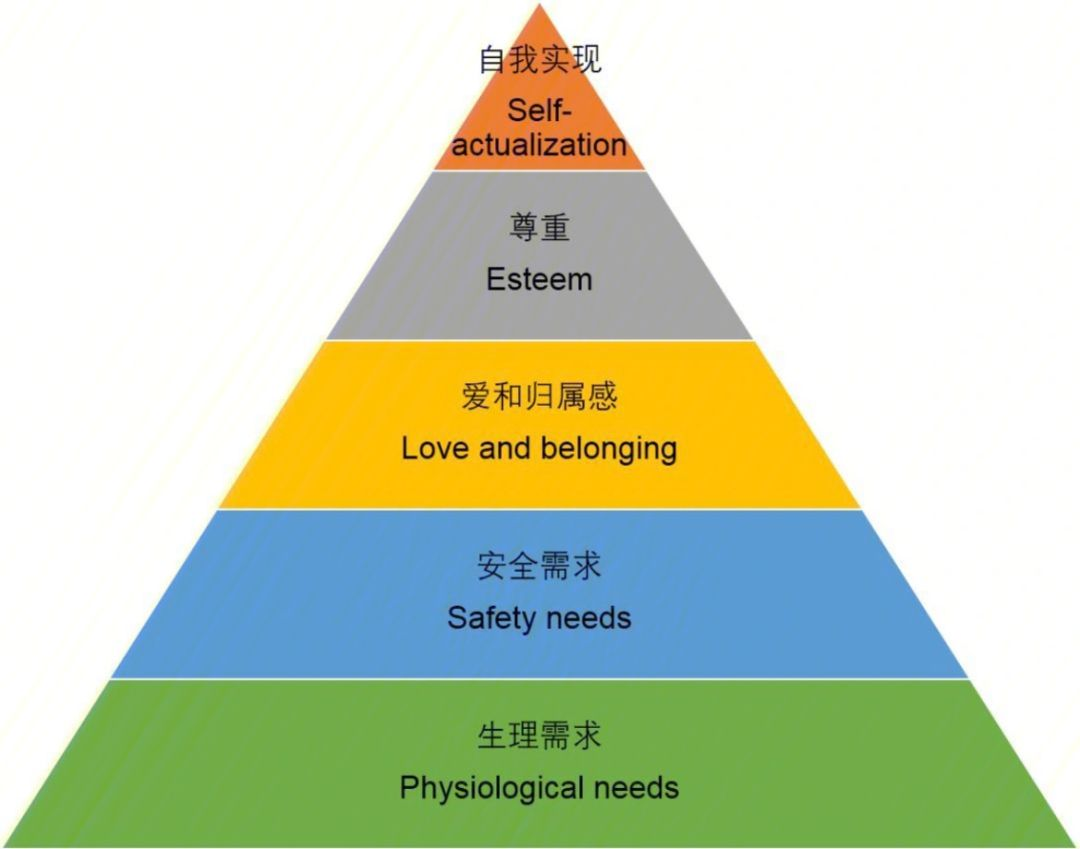 自我实现
Self-
actualization
尊重
Esteem
爱和归属感
Love and belonging
安全需求
Safety needs
生理需求
Physiological needs